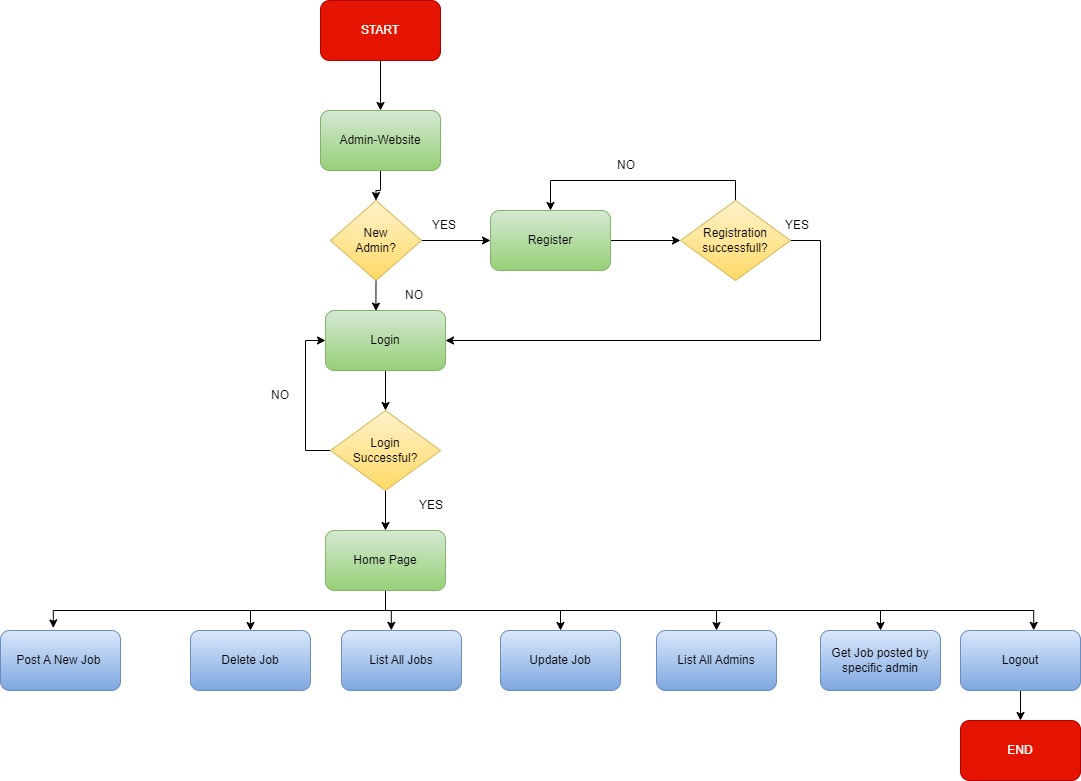 START
Admin-Website
NO
New
Admin?
YES
Register
Registration
successfull?
YES
NO
Login
NO
Login
Successful?
YES
Home Page
Post A New Job
Delete Job
List All Jobs
Update Job
List All Admins
Get Job posted by
specific admin
Logout
END